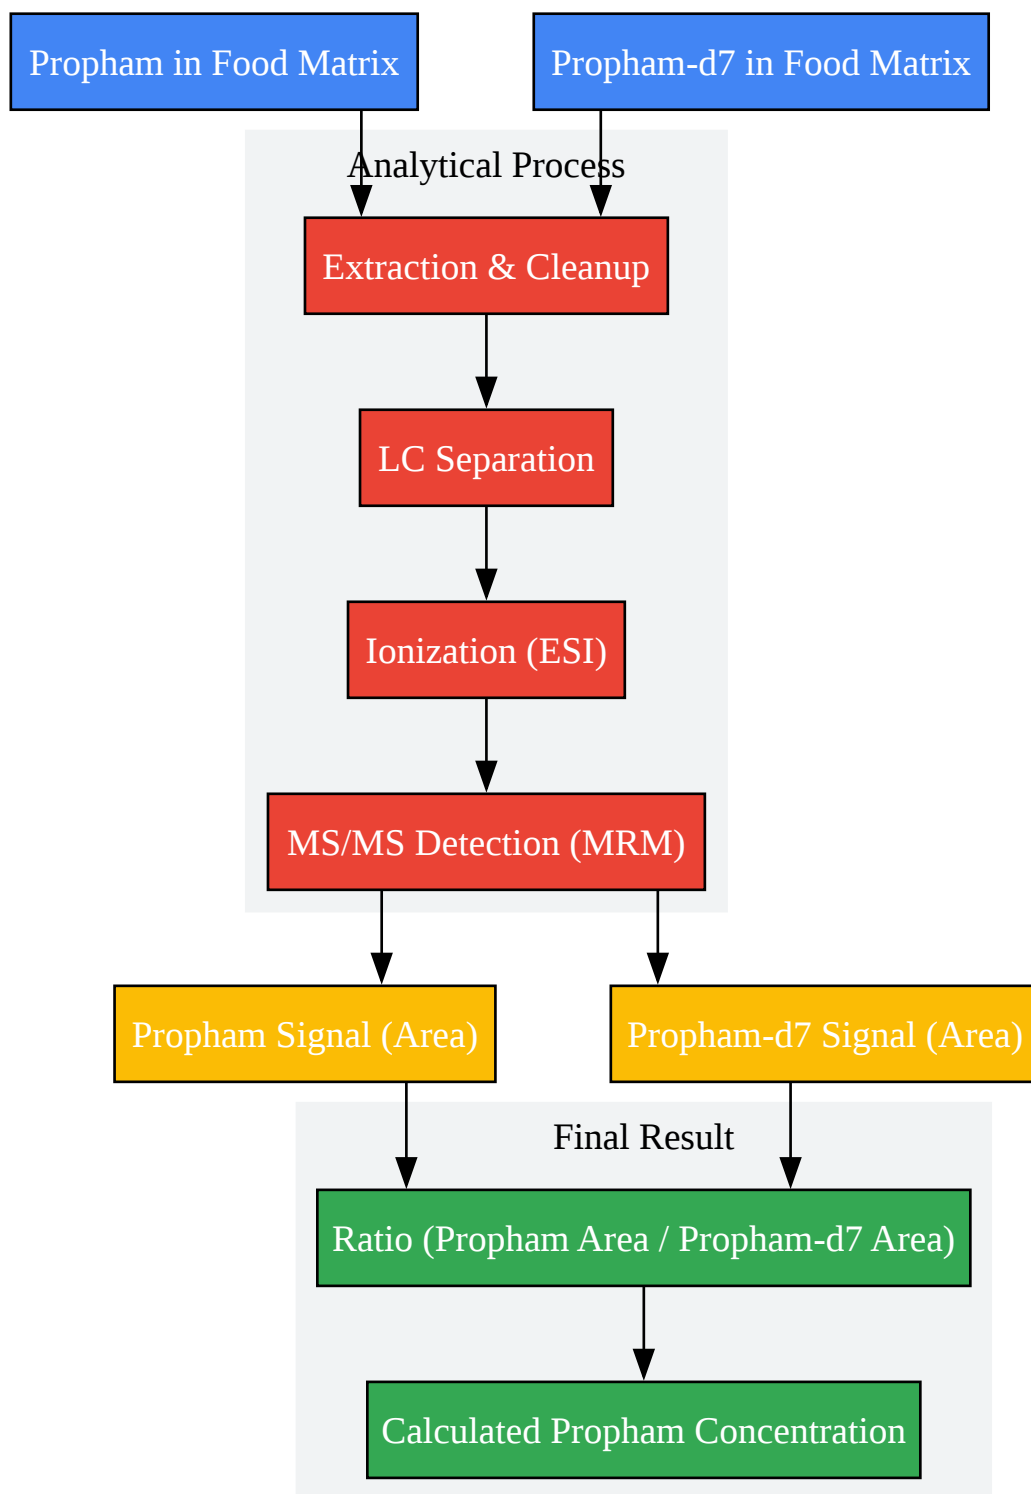 Propham in Food Matrix
Propham-d7 in Food Matrix
Analytical Process
Extraction & Cleanup
LC Separation
Ionization (ESI)
MS/MS Detection (MRM)
Propham Signal (Area)
Propham-d7 Signal (Area)
Final Result
Ratio (Propham Area / Propham-d7 Area)
Calculated Propham Concentration